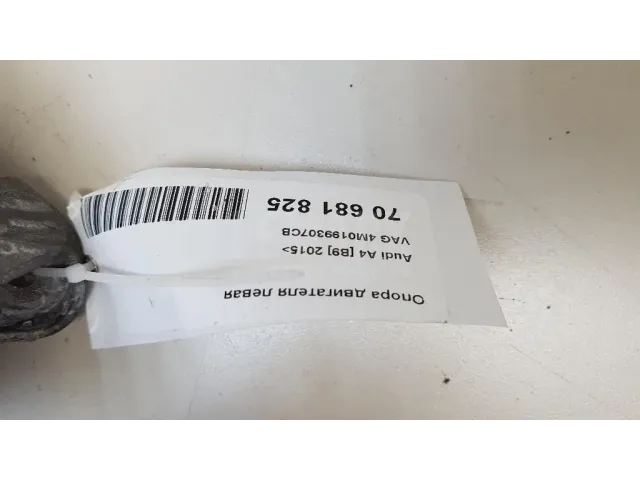 Опора двигателя левая
Audi A4 [B9] 2015>
VAG 4M0199307CB
70 681 825